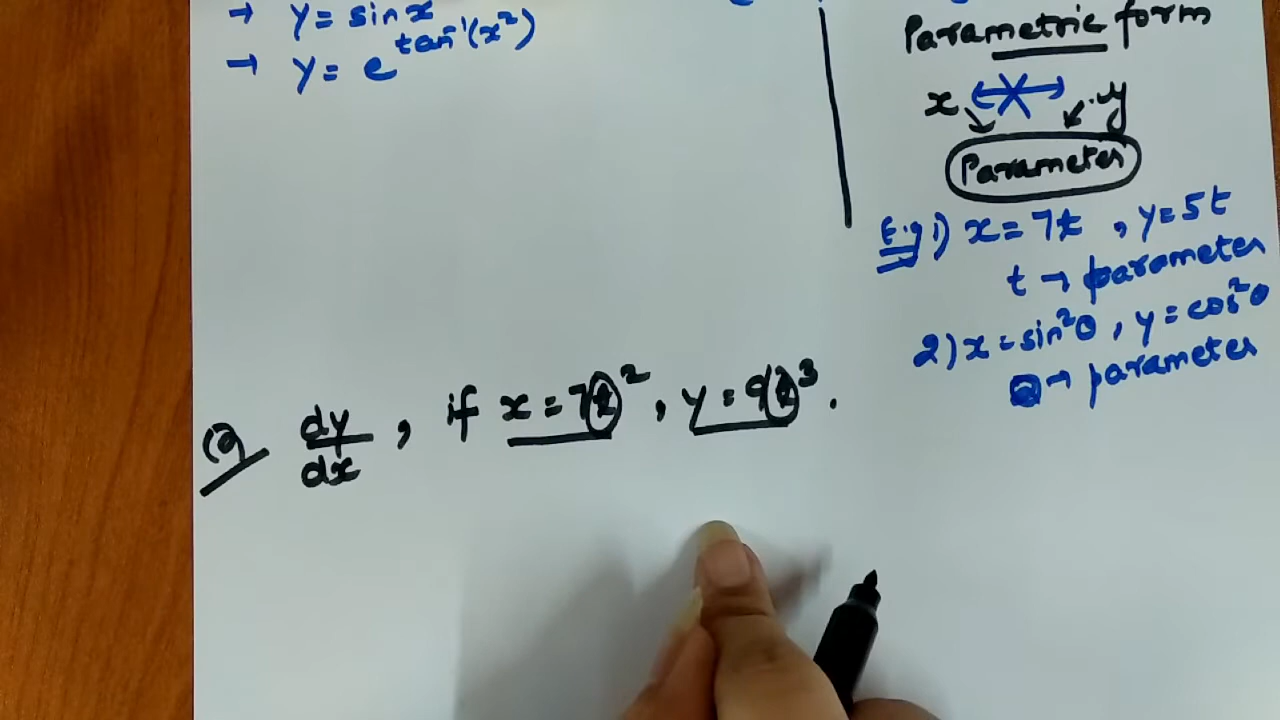 → y = sin x
→ y = e^tan⁻¹(x²)
Parametric form
x y
Parameter
E.g 1) x = 7t , y = 5t
t → parameter
2) x = sin²θ , y = cos²θ
θ → parameter
Q dy/dx , if x = 7t² , y = 9t³ .